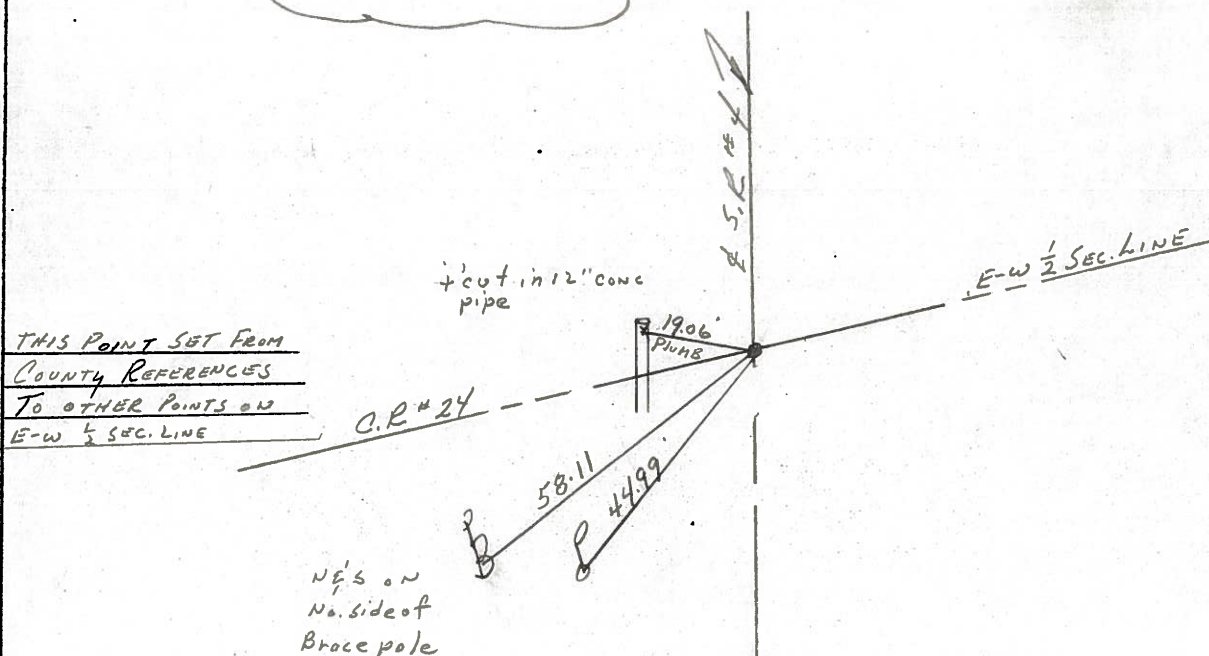 ℄ S.R # 4
E-W 1/2 SEC. LINE
+ cut in 12" conc
pipe
19.06'
PLUMB
THIS POINT SET FROM
COUNTY REFERENCES
TO OTHER POINTS ON
E-W 1/2 SEC. LINE
C.R # 24
58.11
44.99
on
No. side of
Brace pole